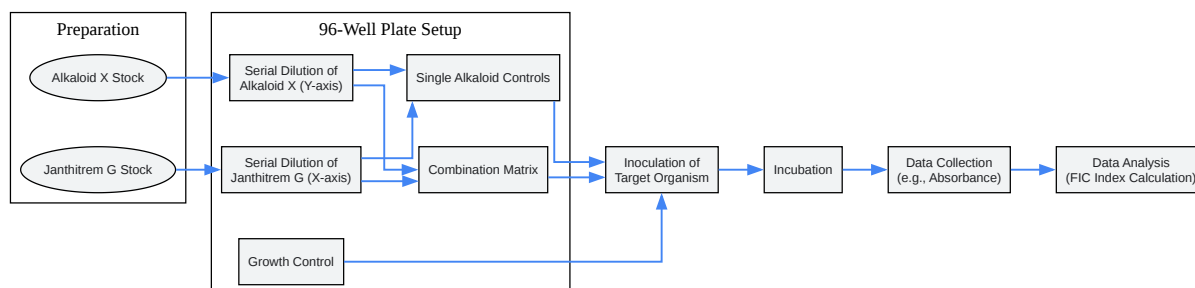 Preparation
Alkaloid X Stock
Janthitrem G Stock
96-Well Plate Setup
Serial Dilution of
Alkaloid X (Y-axis)
Single Alkaloid Controls
Serial Dilution of
Janthitrem G (X-axis)
Combination Matrix
Growth Control
Inoculation of
Target Organism
Incubation
Data Collection
(e.g., Absorbance)
Data Analysis
(FIC Index Calculation)